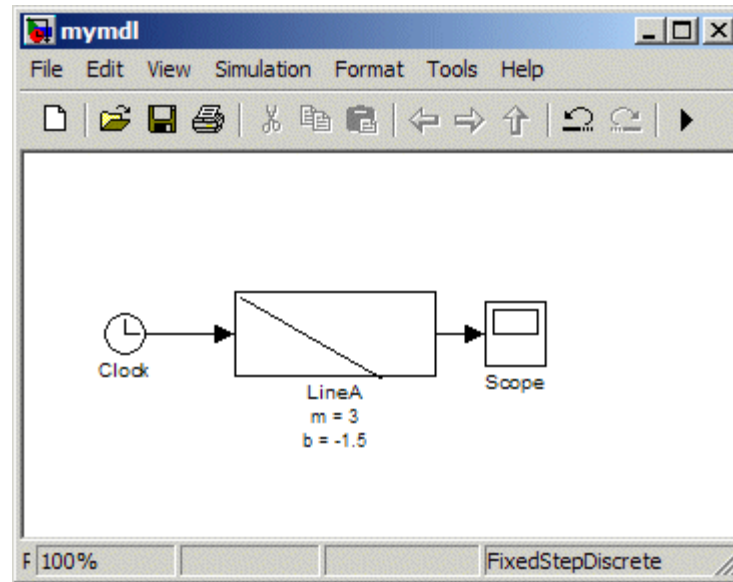 mymdl
File Edit View Simulation Format Tools Help
Clock
LineA
m = 3
b = -1.5
Scope
F 100% FixedStepDiscrete